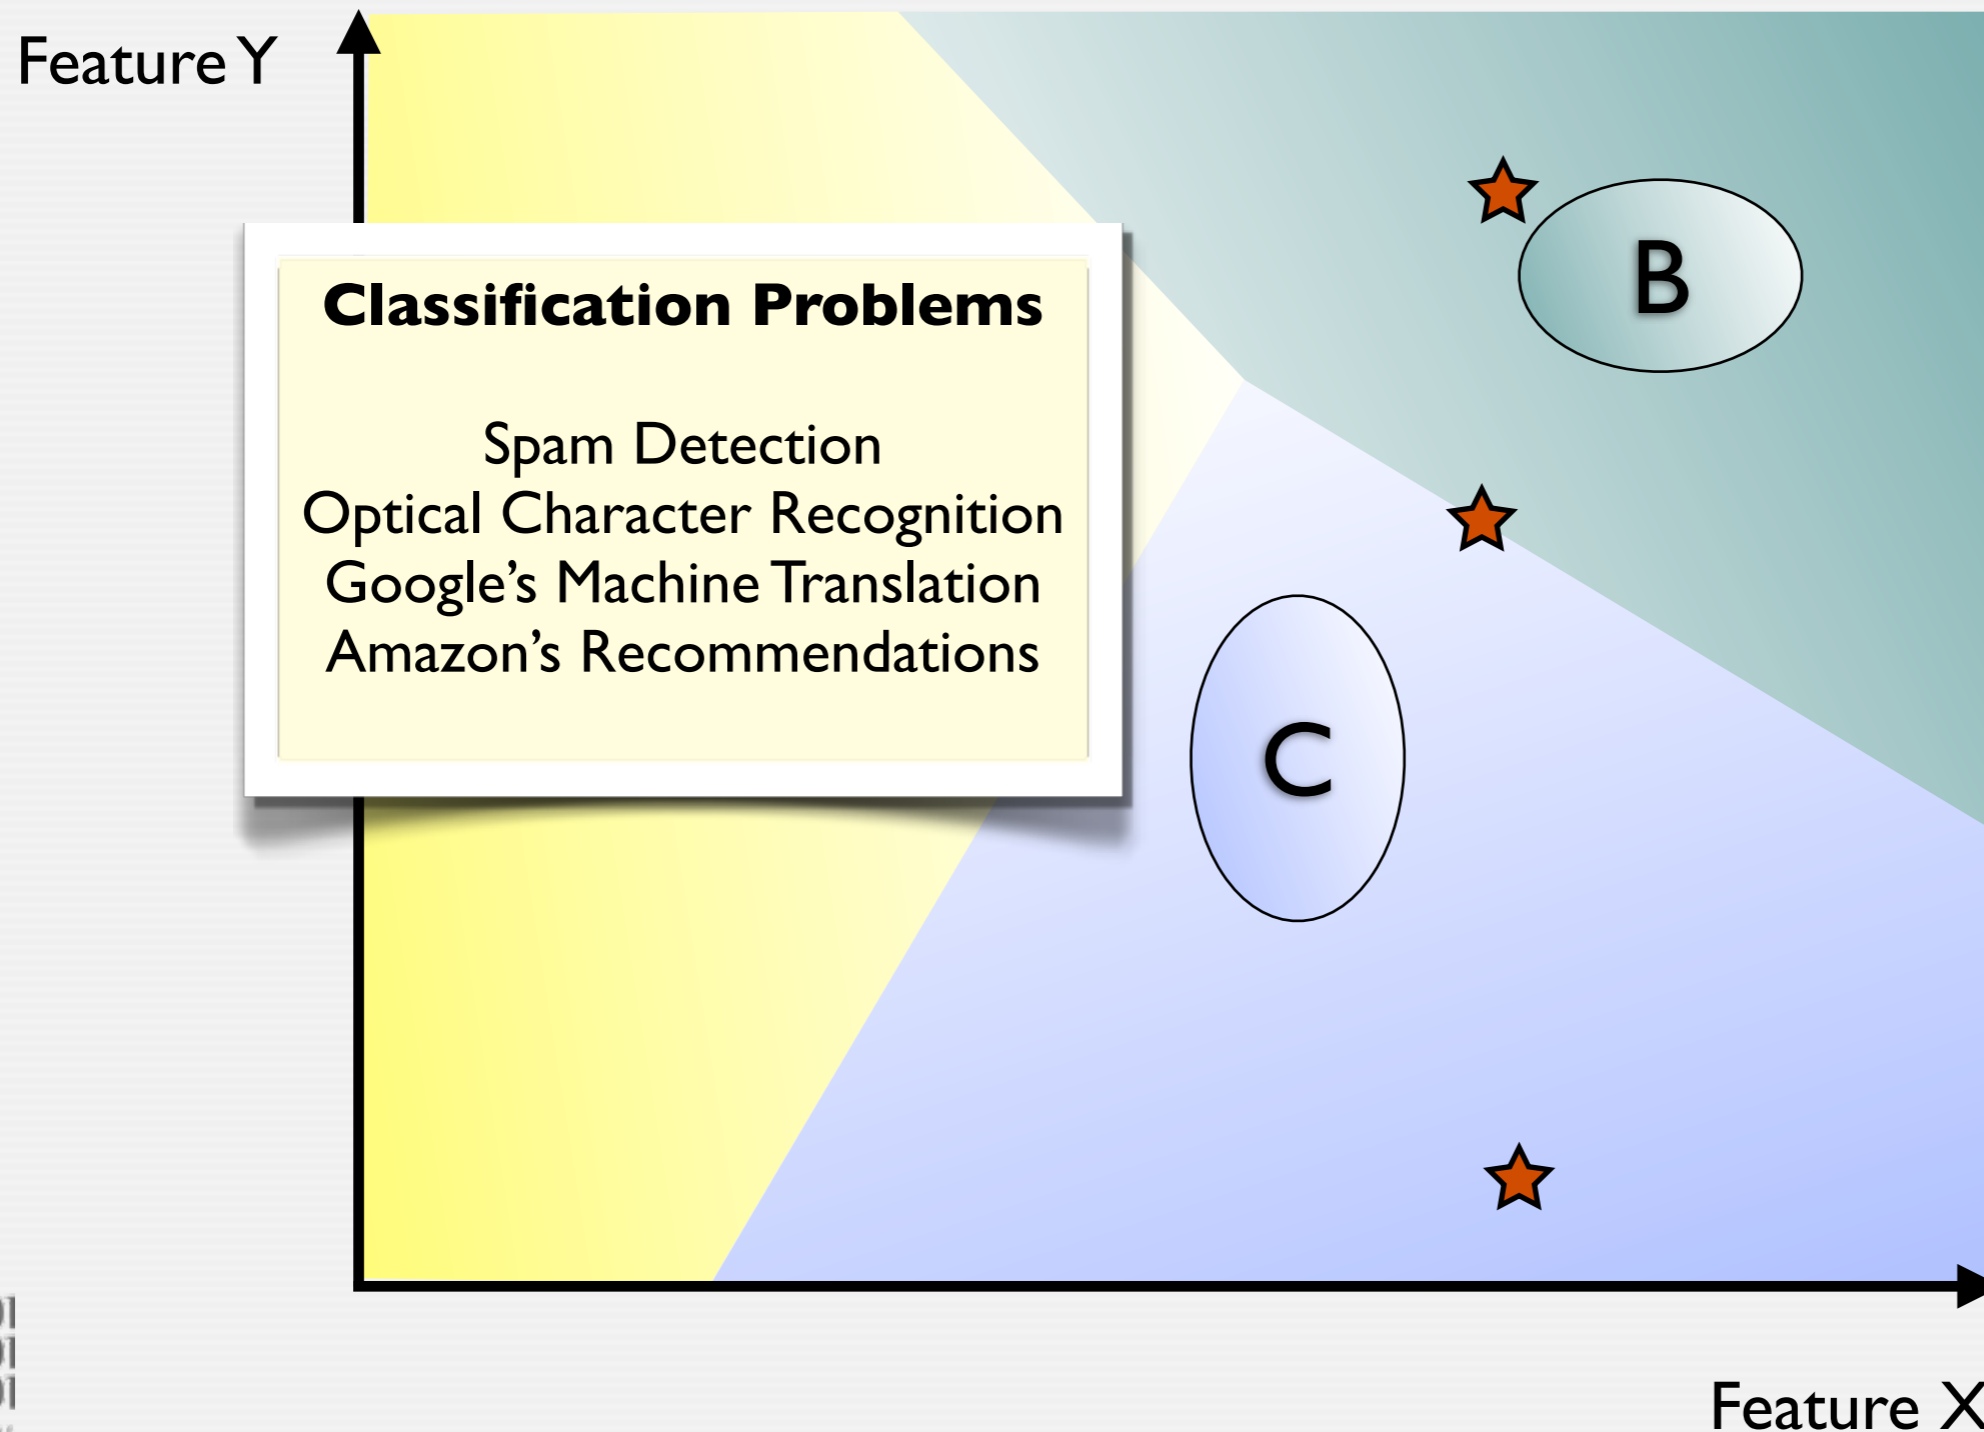 Feature Y
Classification Problems
Spam Detection
Optical Character Recognition
Google’s Machine Translation
Amazon’s Recommendations
B
C
Feature X